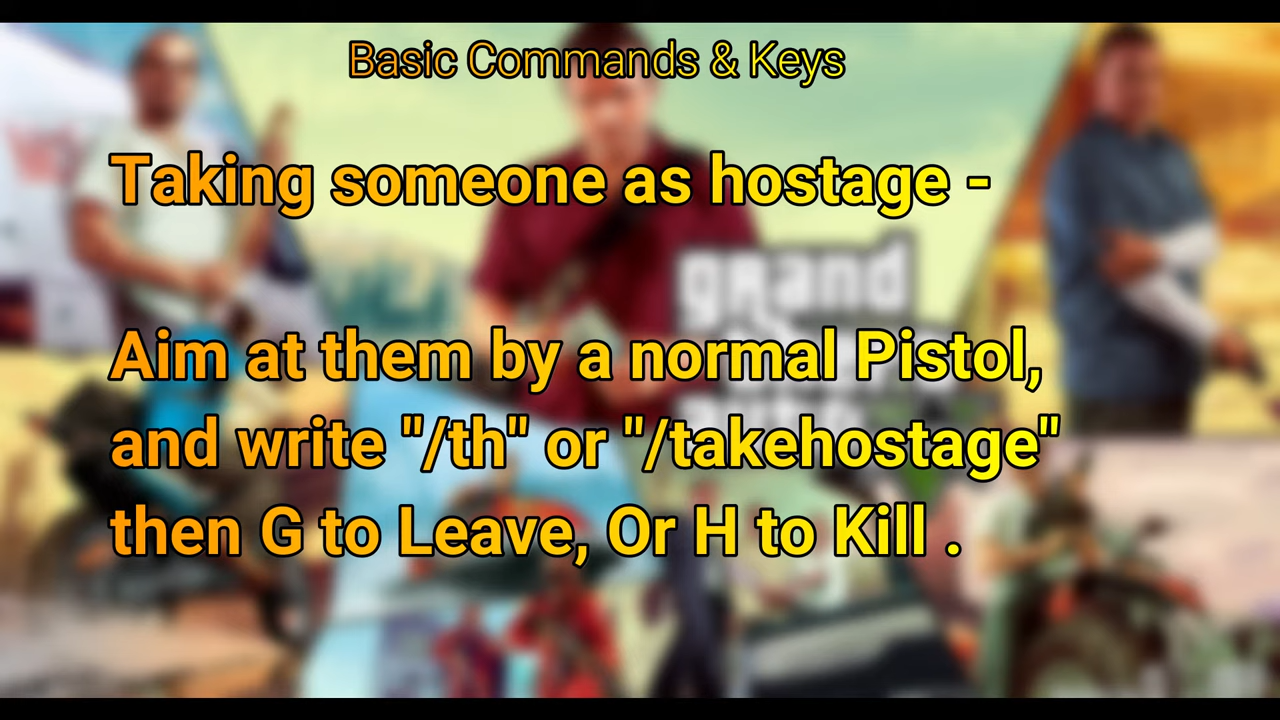 Basic Commands & Keys
Taking someone as hostage -
grand
Aim at them by a normal Pistol,
and write "/th" or "/takehostage"
then G to Leave, Or H to Kill .